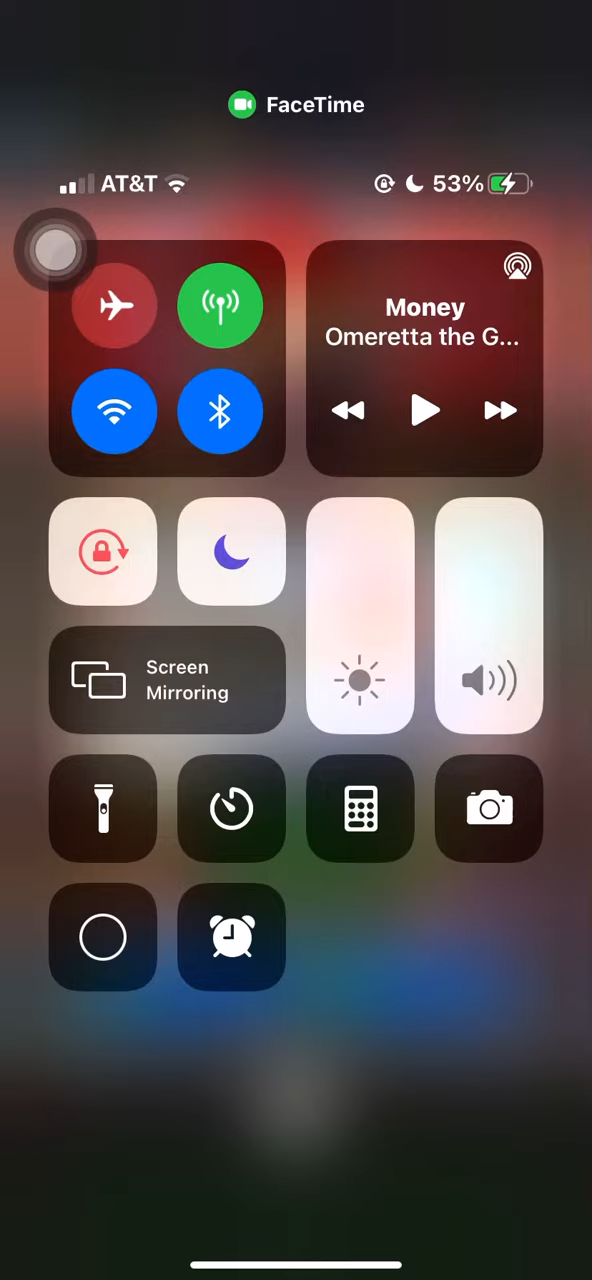 FaceTime
AT&T 53%
Money
Omeretta the G...
Screen
Mirroring